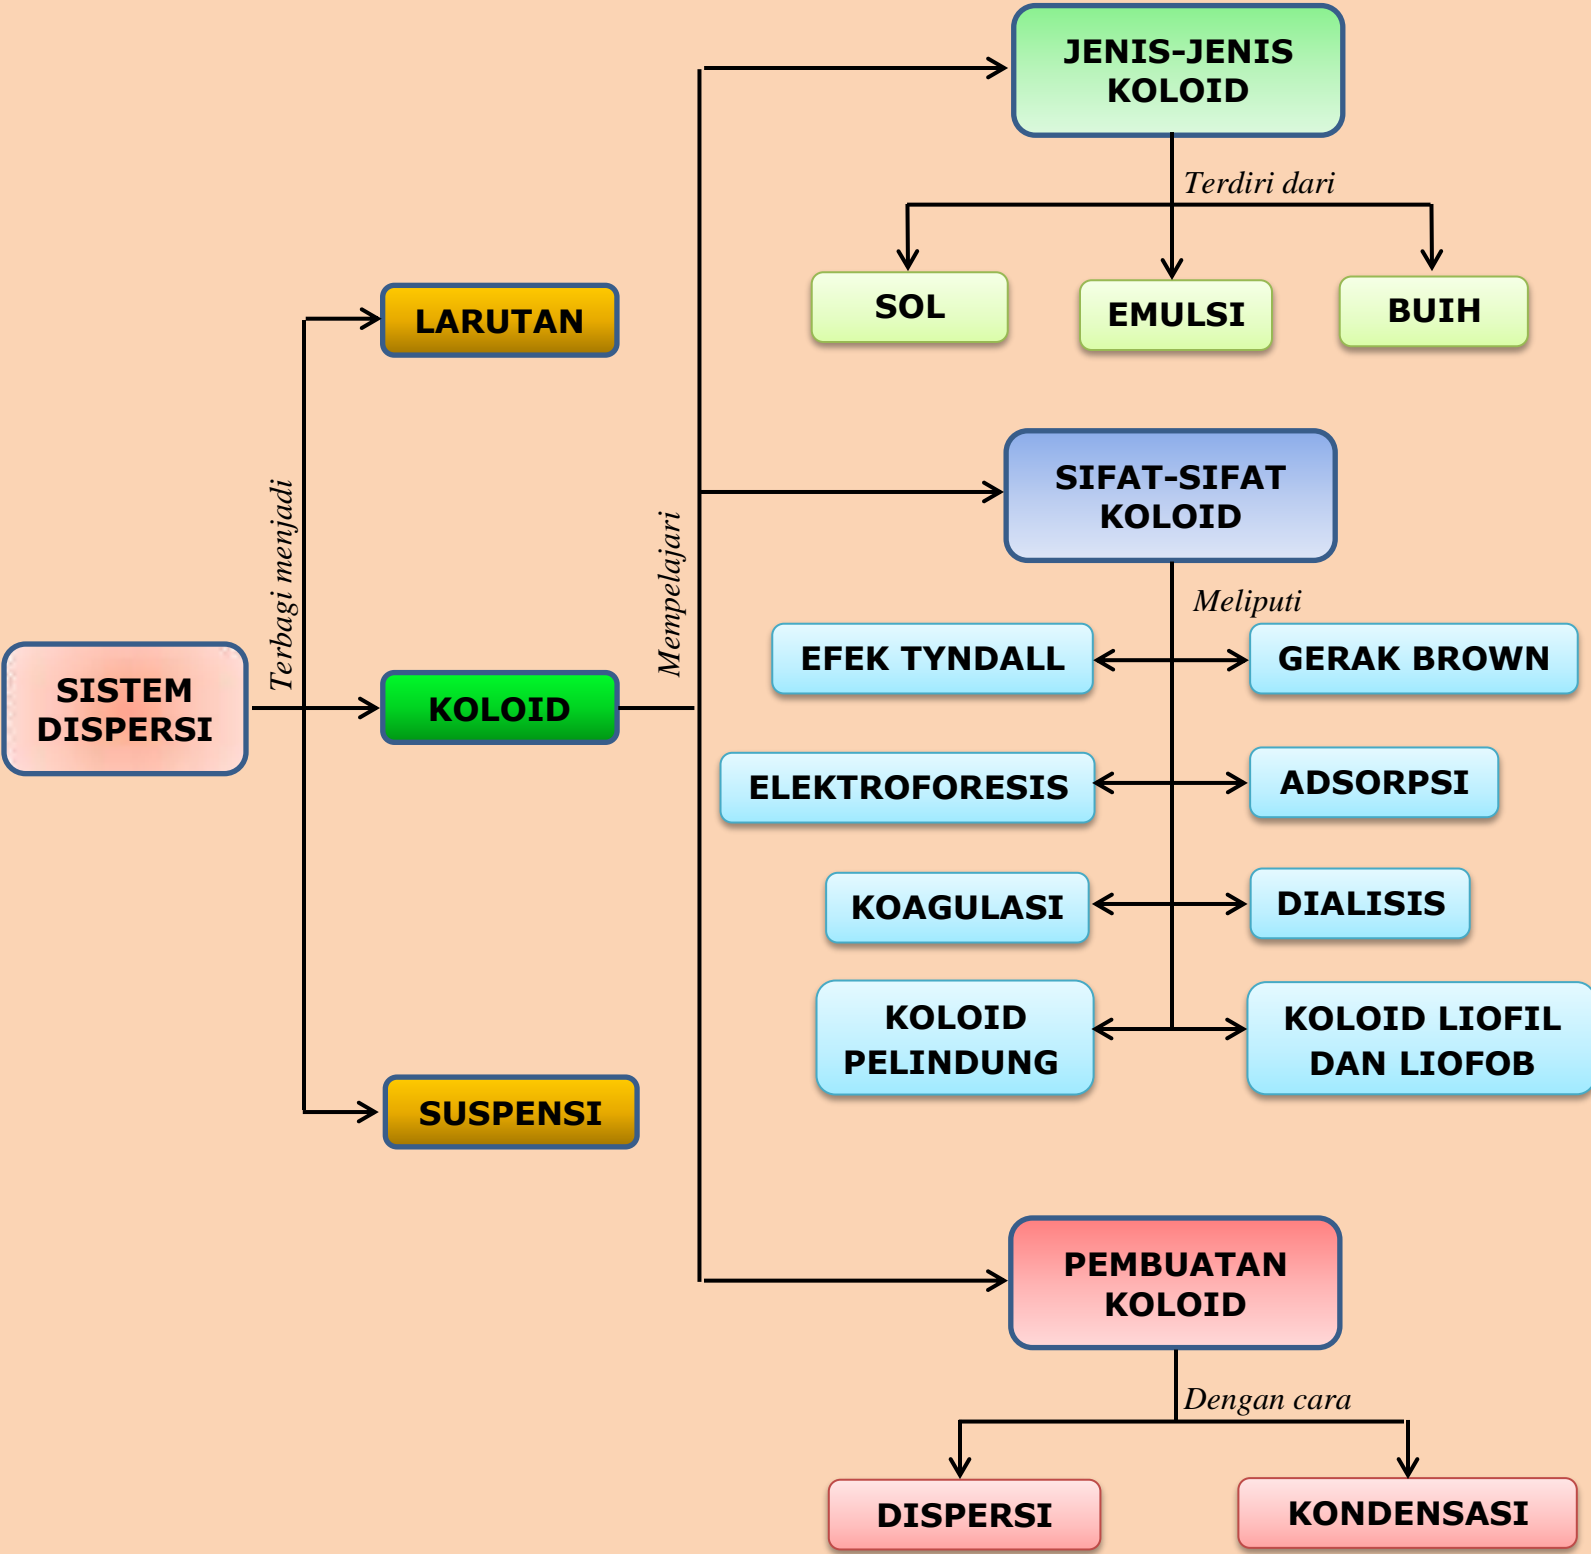 SISTEM
DISPERSI
Terbagi menjadi
LARUTAN
KOLOID
SUSPENSI
Mempelajari
JENIS-JENIS
KOLOID
Terdiri dari
SOL
EMULSI
BUIH
SIFAT-SIFAT
KOLOID
Meliputi
EFEK TYNDALL
GERAK BROWN
ELEKTROFORESIS
ADSORPSI
KOAGULASI
DIALISIS
KOLOID
PELINDUNG
KOLOID LIOFIL
DAN LIOFOB
PEMBUATAN
KOLOID
Dengan cara
DISPERSI
KONDENSASI